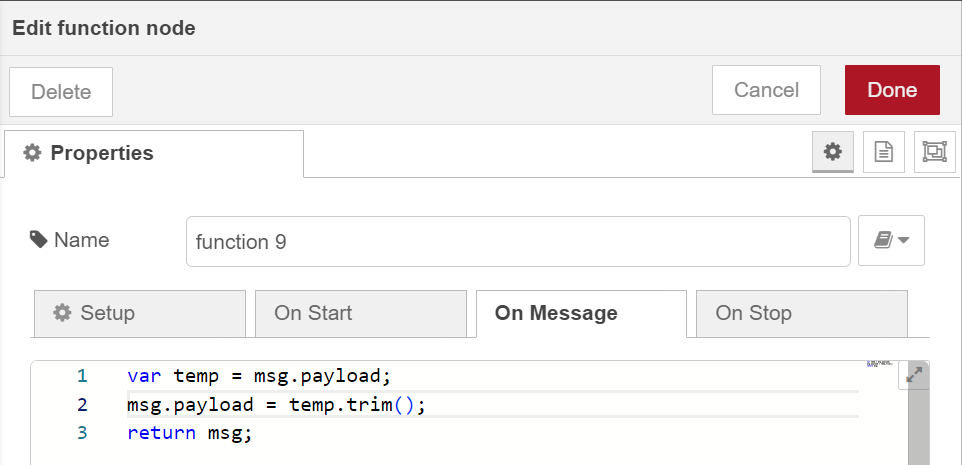 Edit function node
Delete
Cancel
Done
Properties
Name
function 9
Setup
On Start
On Message
On Stop
1 var temp = msg.payload;
2 msg.payload = temp.trim();
3 return msg;